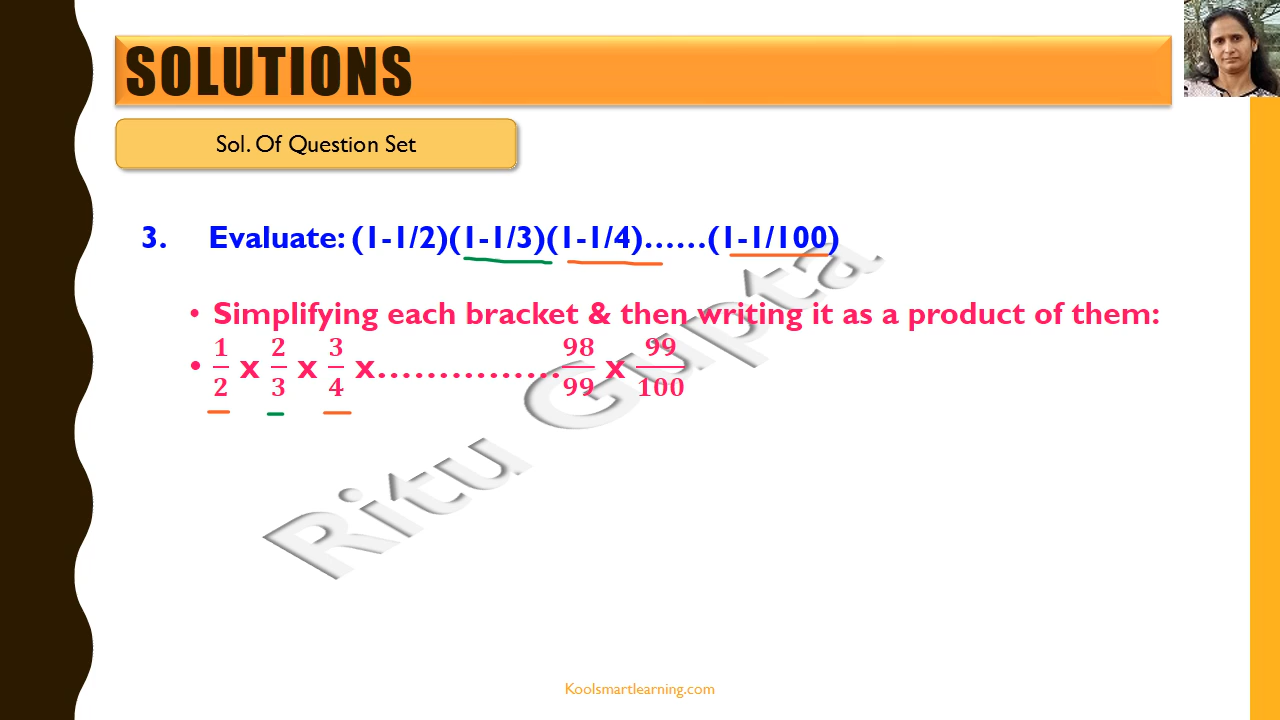 SOLUTIONS
Sol. Of Question Set
3. Evaluate: (1-1/2)(1-1/3)(1-1/4)......(1-1/100)
• Simplifying each bracket & then writing it as a product of them:
• 1/2 x 2/3 x 3/4 x...............98/99 x 99/100
Ritu Gupta
Koolsmartlearning.com